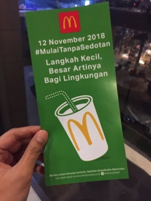 12 November 2018
#MulaiTanpaSedotan
Langkah Kecil,
Besar Artinya
Bagi Lingkungan